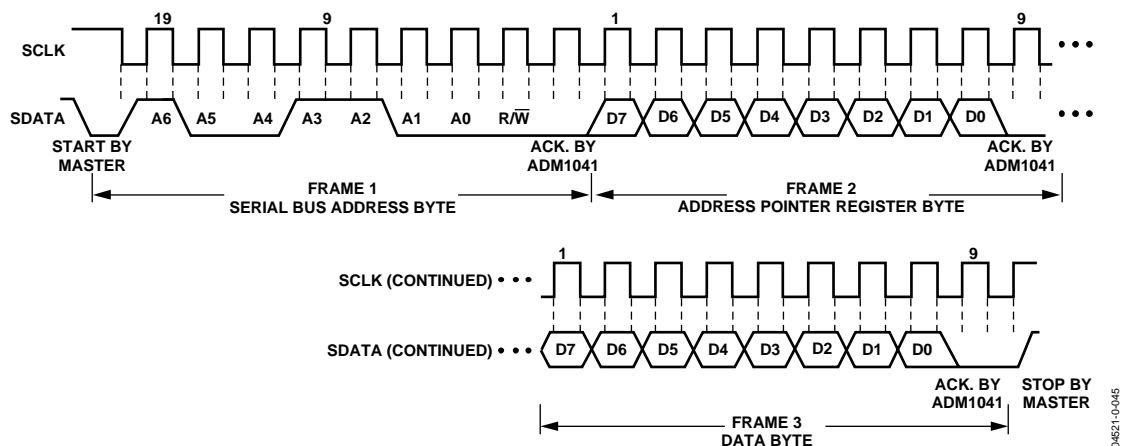 19 9 1 9
SCLK
SDATA A6 A5 A4 A3 A2 A1 A0 R/W̅ D7 D6 D5 D4 D3 D2 D1 D0
START BY MASTER
ACK. BY ADM1041
ACK. BY ADM1041
FRAME 1
SERIAL BUS ADDRESS BYTE
FRAME 2
ADDRESS POINTER REGISTER BYTE
1 9
SCLK (CONTINUED)
SDATA (CONTINUED) D7 D6 D5 D4 D3 D2 D1 D0
ACK. BY ADM1041
STOP BY MASTER
FRAME 3
DATA BYTE
04521-0-045